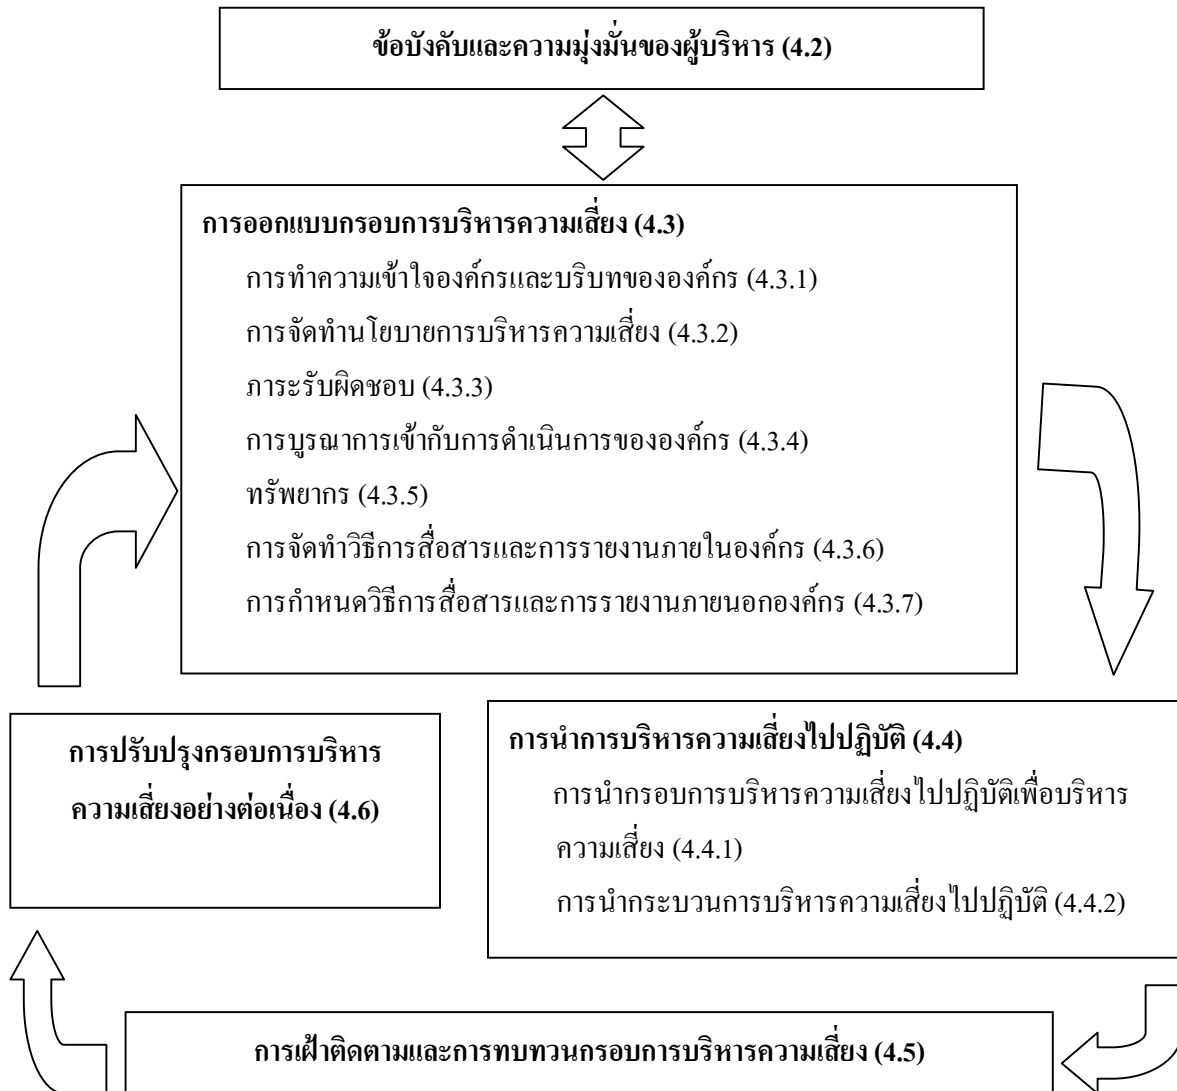 ข้อบังคับและความมุ่งมั่นของผู้บริหาร (4.2)
การออกแบบกรอบการบริหารความเสี่ยง (4.3)
การทำความเข้าใจองค์กรและบริบทขององค์กร (4.3.1)
การจัดทำนโยบายการบริหารความเสี่ยง (4.3.2)
ภาระรับผิดชอบ (4.3.3)
การบูรณาการเข้ากับการดำเนินการขององค์กร (4.3.4)
ทรัพยากร (4.3.5)
การจัดทำวิธีการสื่อสารและการรายงานภายในองค์กร (4.3.6)
การกำหนดวิธีการสื่อสารและการรายงานภายนอกองค์กร (4.3.7)
การนำการบริหารความเสี่ยงไปปฏิบัติ (4.4)
การนำกรอบการบริหารความเสี่ยงไปปฏิบัติเพื่อบริหาร
ความเสี่ยง (4.4.1)
การนำกระบวนการบริหารความเสี่ยงไปปฏิบัติ (4.4.2)
การปรับปรุงกรอบการบริหาร
ความเสี่ยงอย่างต่อเนื่อง (4.6)
การเฝ้าติดตามและการทบทวนกรอบการบริหารความเสี่ยง (4.5)